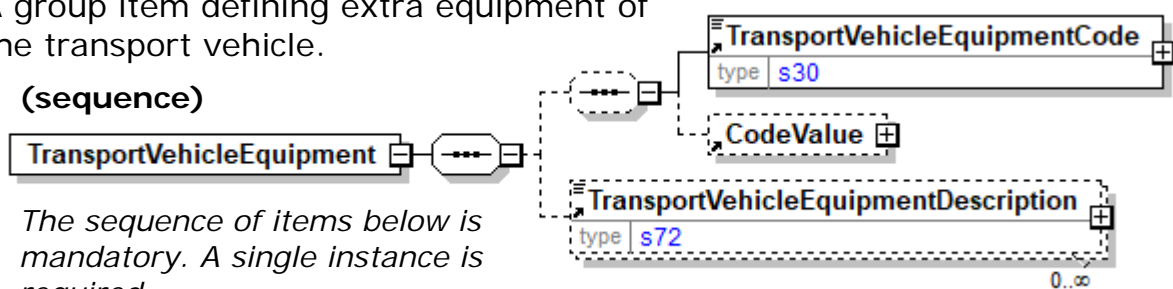 A group item defining extra equipment of
the transport vehicle.
(sequence)
TransportVehicleEquipment
The sequence of items below is
mandatory. A single instance is
required
TransportVehicleEquipmentCode
type s30
CodeValue
TransportVehicleEquipmentDescription
type s72
0..∞